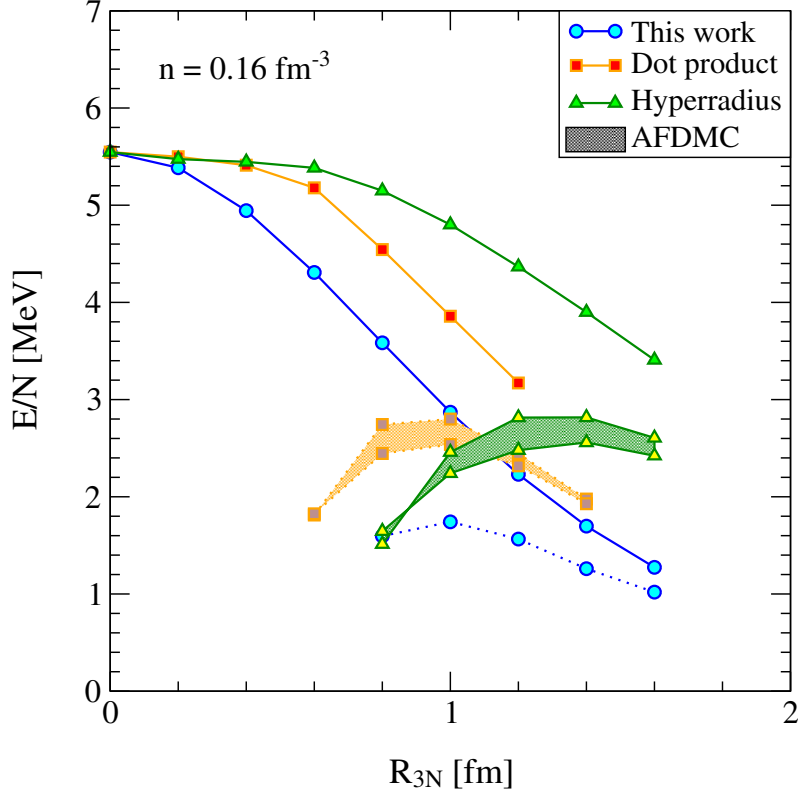 7
6
5
4
3
2
1
0
E/N [MeV]
n = 0.16 fm⁻³
This work
Dot product
Hyperradius
AFDMC
0
1
2
R₃N [fm]